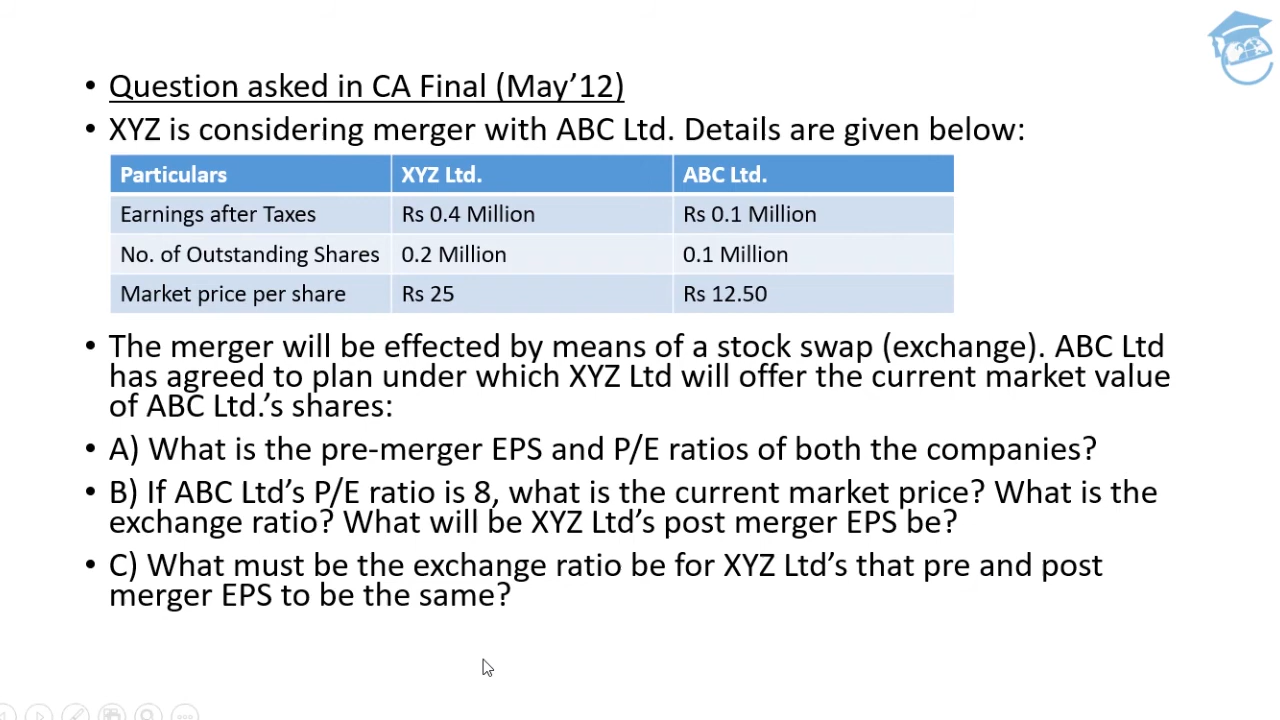 • Question asked in CA Final (May’12)
• XYZ is considering merger with ABC Ltd. Details are given below:
Particulars XYZ Ltd. ABC Ltd.
Earnings after Taxes Rs 0.4 Million Rs 0.1 Million
No. of Outstanding Shares 0.2 Million 0.1 Million
Market price per share Rs 25 Rs 12.50
• The merger will be effected by means of a stock swap (exchange). ABC Ltd
has agreed to plan under which XYZ Ltd will offer the current market value
of ABC Ltd.’s shares:
• A) What is the pre-merger EPS and P/E ratios of both the companies?
• B) If ABC Ltd’s P/E ratio is 8, what is the current market price? What is the
exchange ratio? What will be XYZ Ltd’s post merger EPS be?
• C) What must be the exchange ratio be for XYZ Ltd’s that pre and post
merger EPS to be the same?